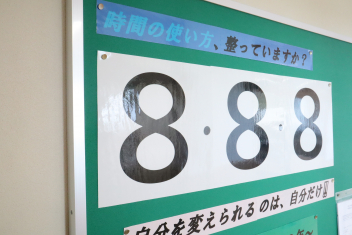 時間の使い方、整っていますか？
8・8・8
自分を変えられるのは、自分だけ